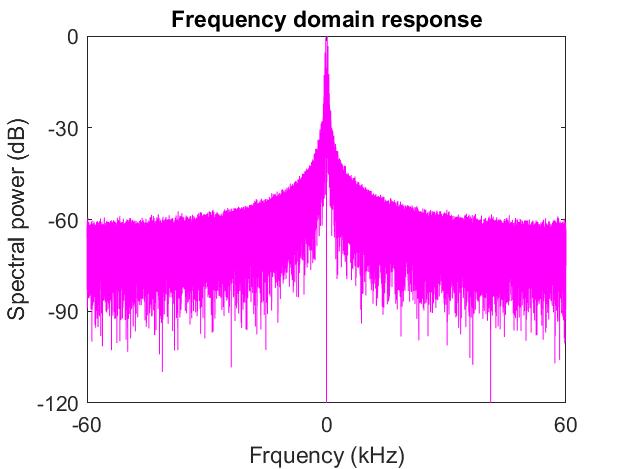 Frequency domain response
Spectral power (dB)
0
-30
-60
-90
-120
-60
0
60
Frquency (kHz)